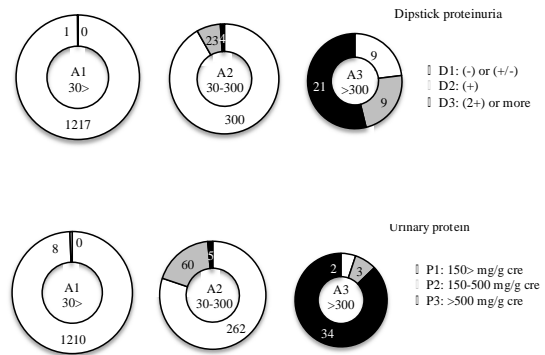 Dipstick proteinuria
1 0
A1
30>
1217
23 4
A2
30-300
300
9
A3
>300
21
9
D1: (-) or (+/-)
D2: (+)
D3: (2+) or more
Urinary protein
8 0
A1
30>
1210
60 5
A2
30-300
262
2 3
A3
>300
34
P1: 150> mg/g cre
P2: 150-500 mg/g cre
P3: >500 mg/g cre